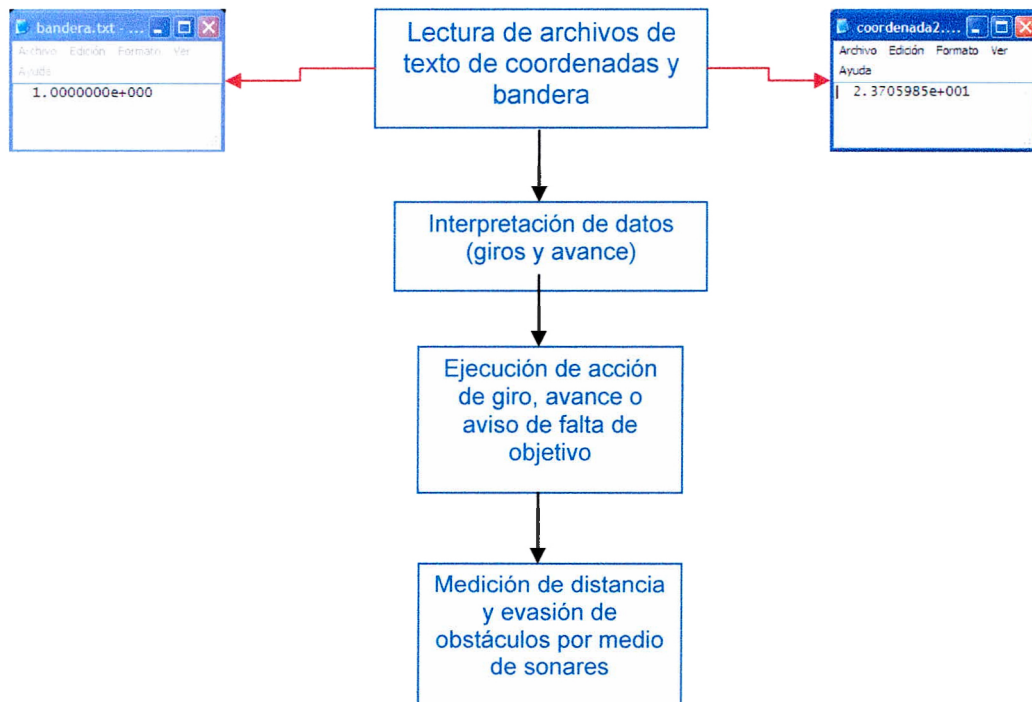 bandera.txt - ...
Archivo Edición Formato Ver
Ayuda
1.0000000e+000
Lectura de archivos de
texto de coordenadas y
bandera
coordenada2....
Archivo Edición Formato Ver
Ayuda
2.3705985e+001
Interpretación de datos
(giros y avance)
Ejecución de acción
de giro, avance o
aviso de falta de
objetivo
Medición de distancia
y evasión de
obstáculos por medio
de sonares